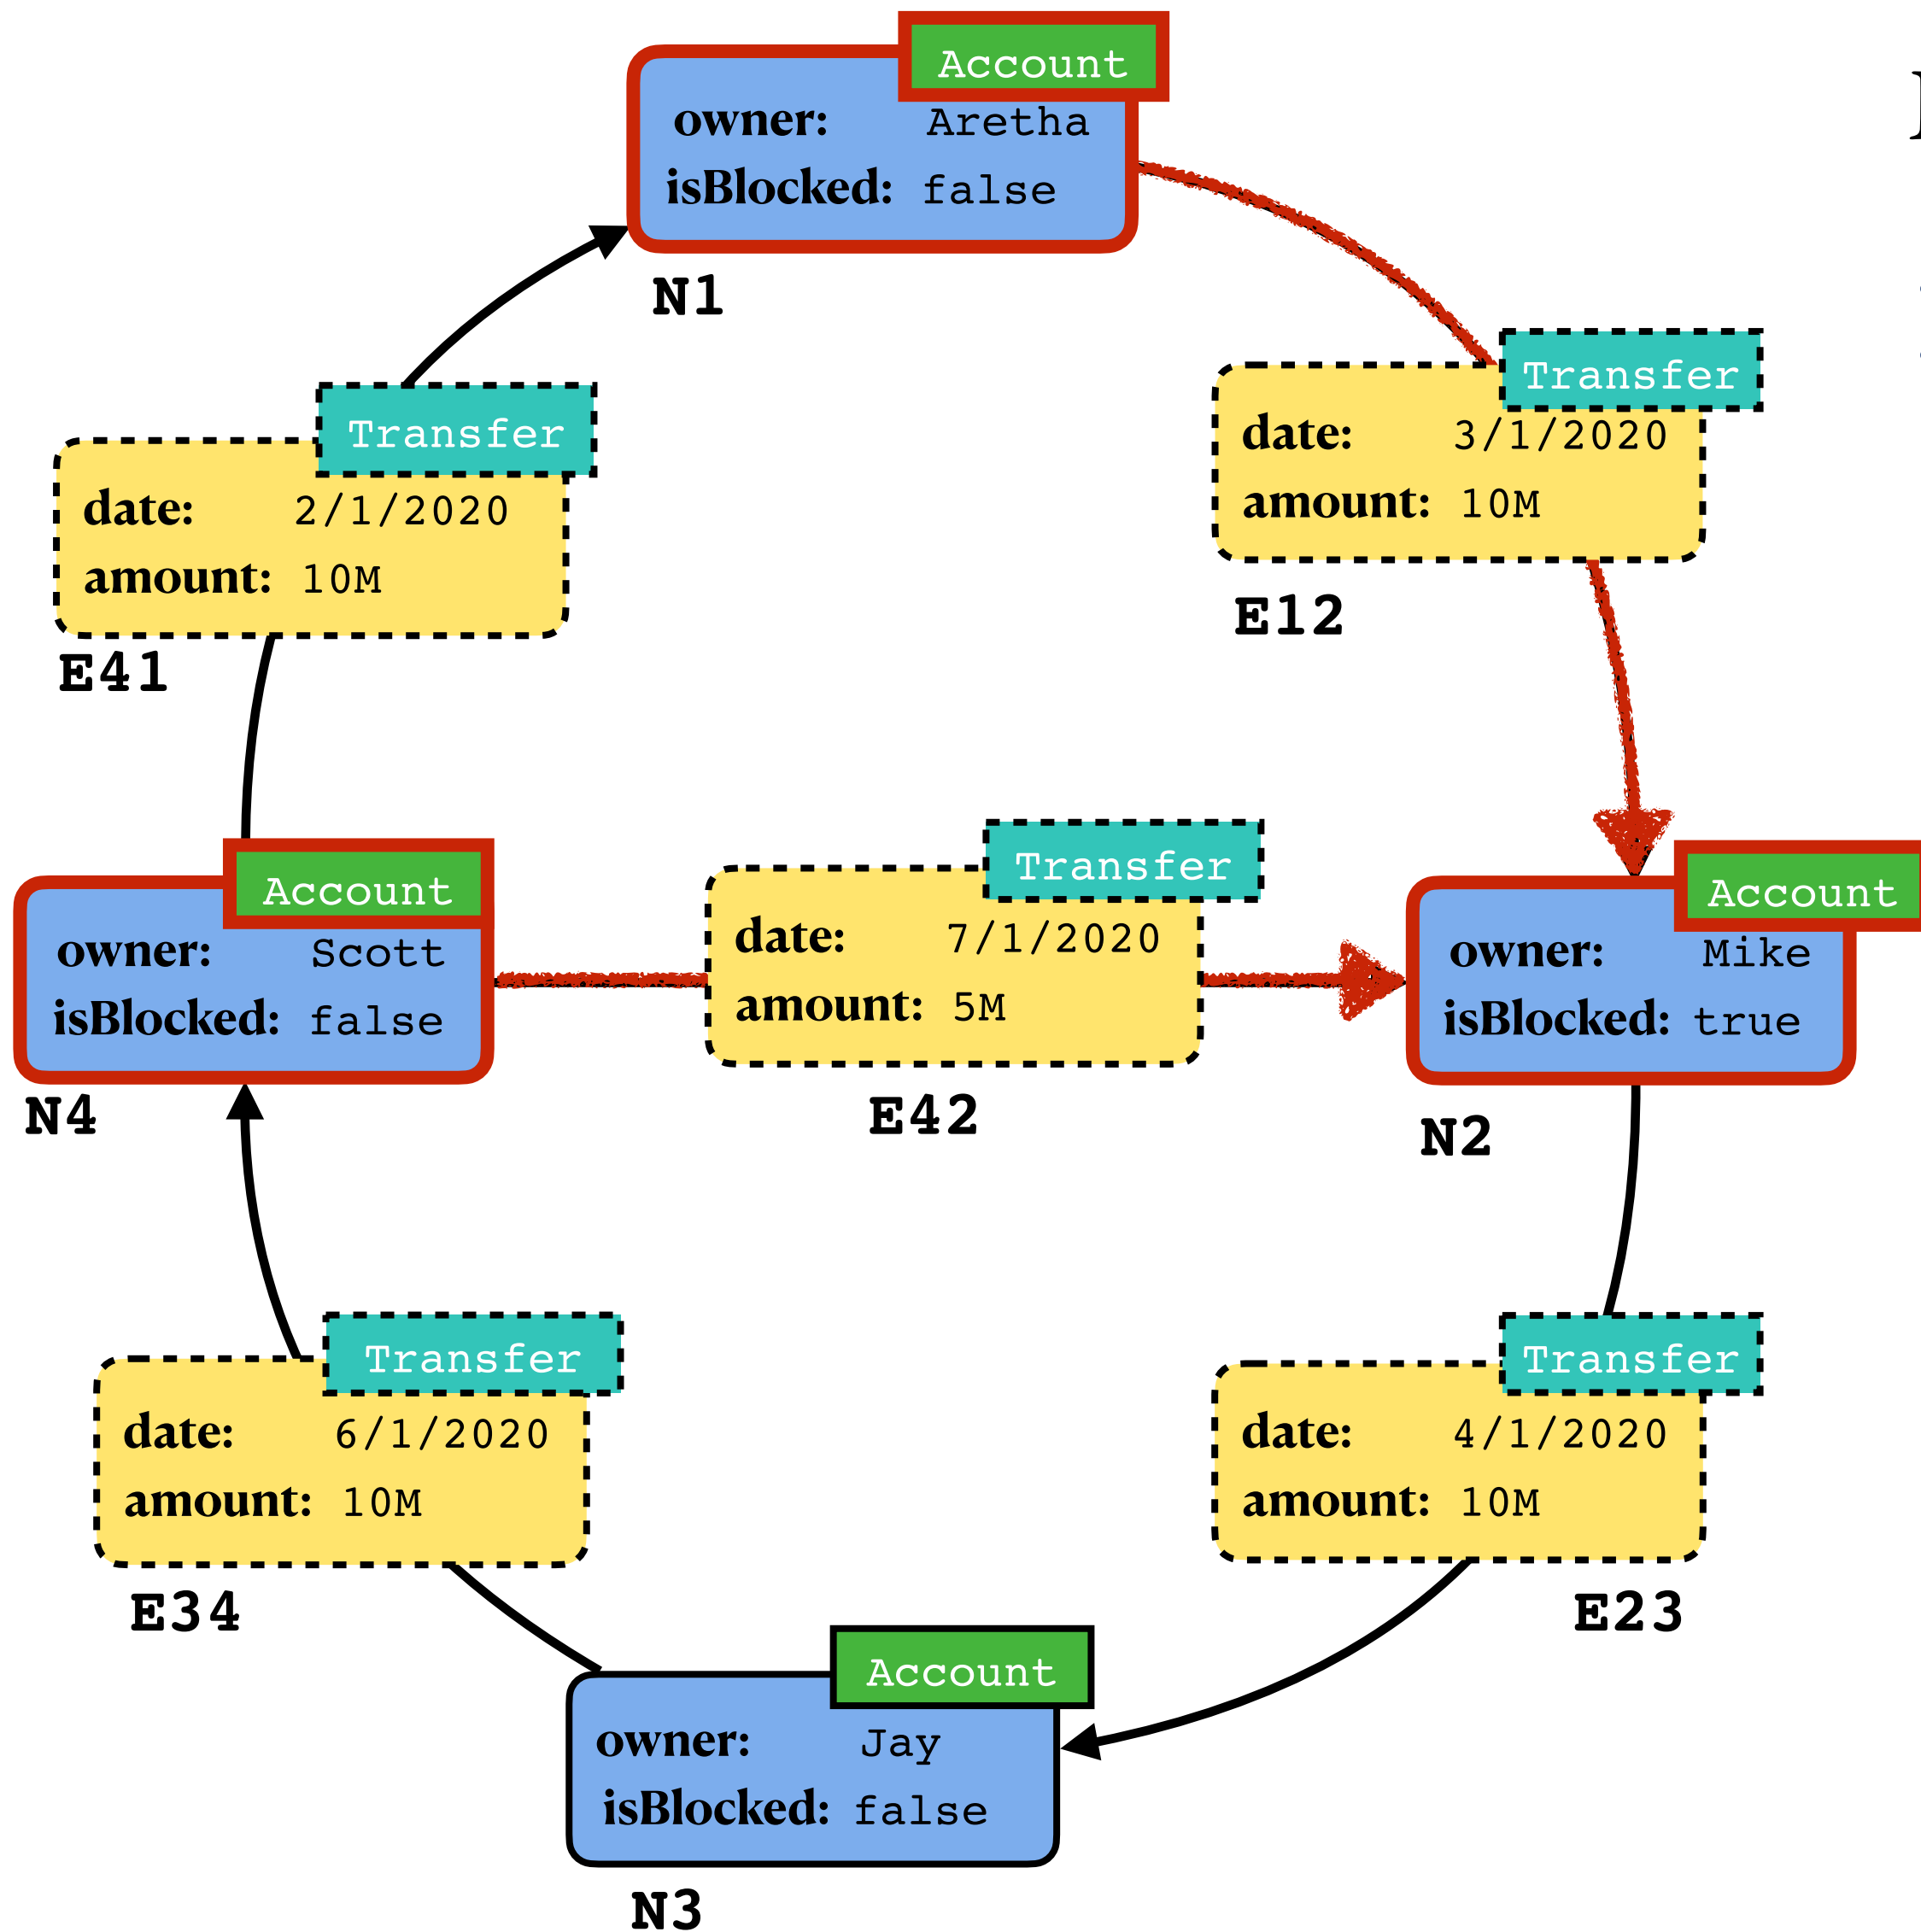 Account
owner: Aretha
isBlocked: false
N1
Transfer
date: 3/1/2020
amount: 10M
E12
Transfer
date: 2/1/2020
amount: 10M
E41
Account
owner: Scott
isBlocked: false
N4
Transfer
date: 7/1/2020
amount: 5M
E42
Account
owner: Mike
isBlocked: true
N2
Transfer
date: 6/1/2020
amount: 10M
E34
Transfer
date: 4/1/2020
amount: 10M
E23
Account
owner: Jay
isBlocked: false
N3